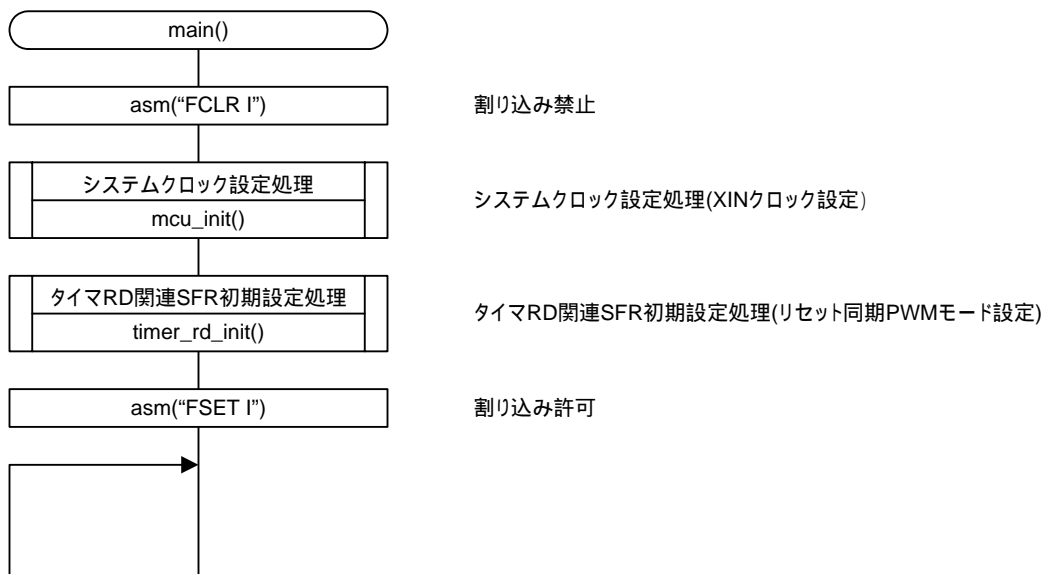 main()
asm(“FCLR I”)
割り込み禁止
システムクロック設定処理
mcu_init()
システムクロック設定処理(XINクロック設定)
タイマRD関連SFR初期設定処理
timer_rd_init()
タイマRD関連SFR初期設定処理(リセット同期PWMモード設定)
asm(“FSET I”)
割り込み許可